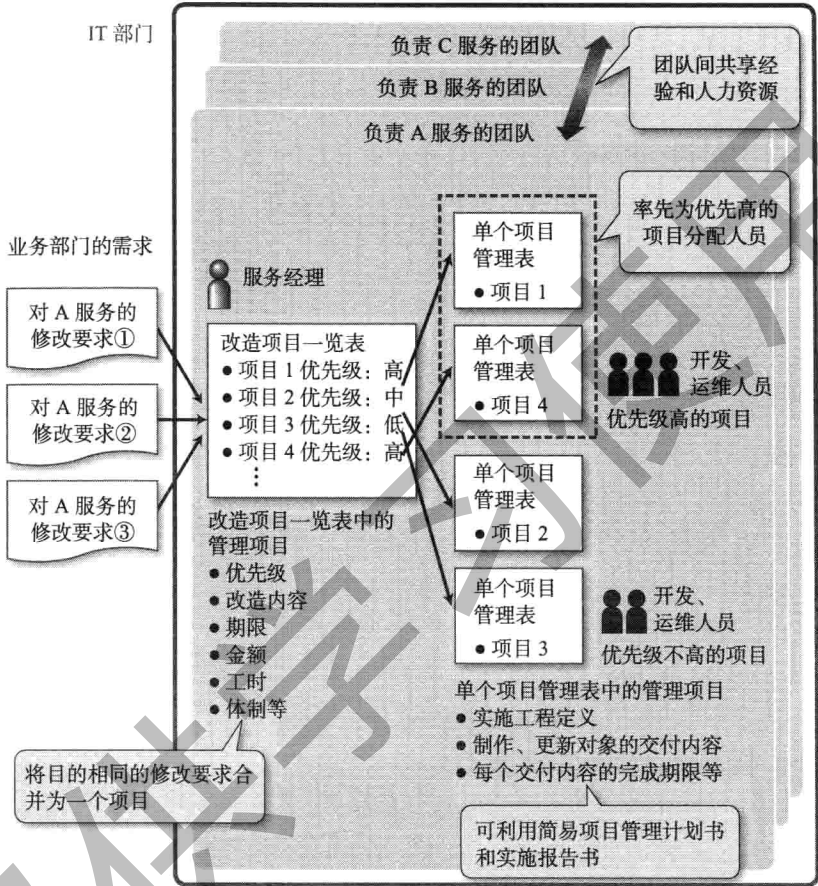 IT 部门
负责 C 服务的团队
负责 B 服务的团队
负责 A 服务的团队
团队间共享经
验和人力资源
率先为优先高的
项目分配人员
业务部门的需求
对 A 服务的
修改要求①
对 A 服务的
修改要求②
对 A 服务的
修改要求③
服务经理
改造项目一览表
● 项目 1 优先级：高
● 项目 2 优先级：中
● 项目 3 优先级：低
● 项目 4 优先级：高
⋮
改造项目一览表中的
管理项目
● 优先级
● 改造内容
● 期限
● 金额
● 工时
● 体制等
将目的相同的修改要求合
并为一个项目
单个项目
管理表
● 项目 1
单个项目
管理表
● 项目 4
开发、
运维人员
优先级高的项目
单个项目
管理表
● 项目 2
单个项目
管理表
● 项目 3
开发、
运维人员
优先级不高的项目
单个项目管理表中的管理项目
● 实施工程定义
● 制作、更新对象的交付内容
● 每个交付内容的完成期限等
可利用简易项目管理计划书
和实施报告书
供学习使用